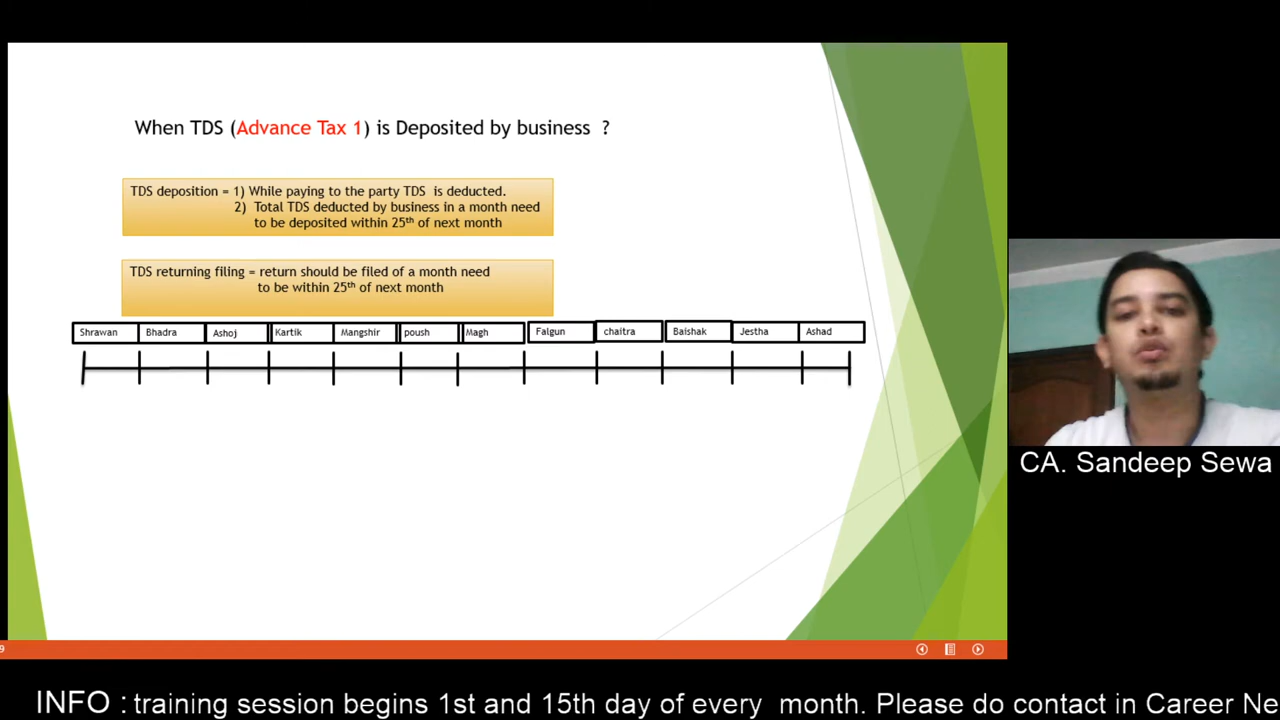 When TDS (Advance Tax 1) is Deposited by business ?
TDS deposition = 1) While paying to the party TDS is deducted.
2) Total TDS deducted by business in a month need
to be deposited within 25th of next month
TDS returning filing = return should be filed of a month need
to be within 25th of next month
Shrawan Bhadra Ashoj Kartik Mangshir poush Magh Falgun chaitra Baishak Jestha Ashad
CA. Sandeep Sewa
9
INFO : training session begins 1st and 15th day of every month. Please do contact in Career Ne